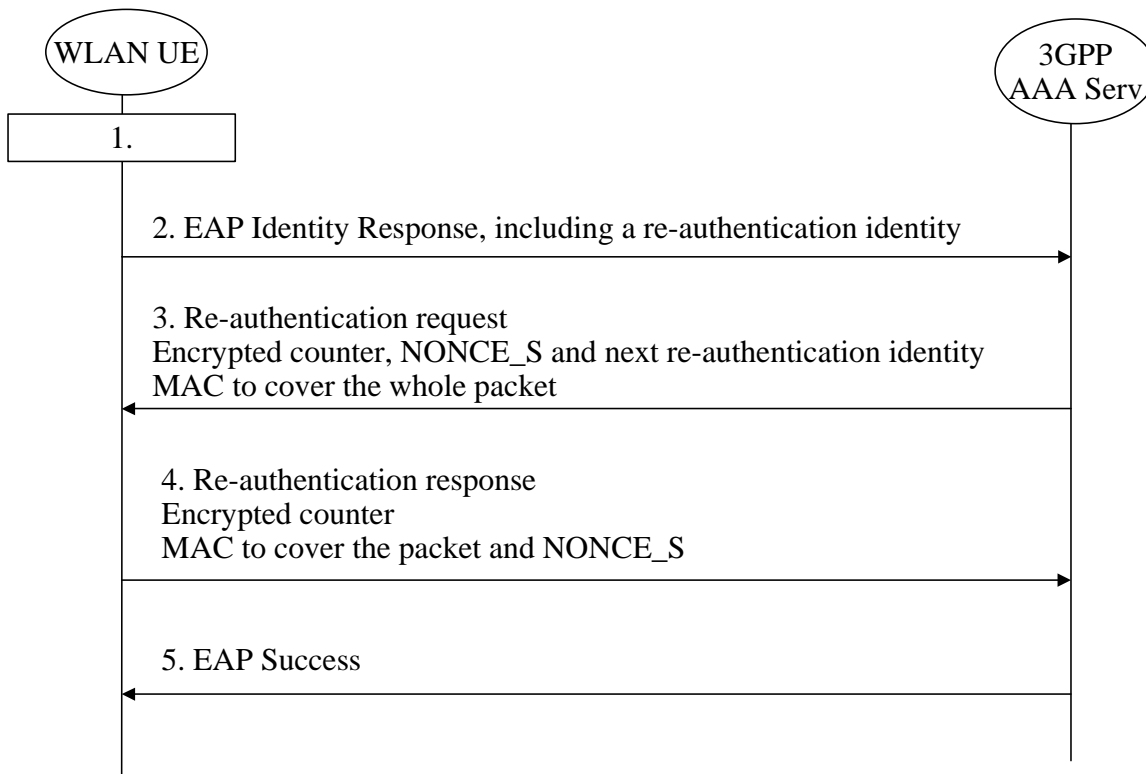 WLAN UE
3GPP
AAA Serv
1.
2. EAP Identity Response, including a re-authentication identity
3. Re-authentication request
Encrypted counter, NONCE_S and next re-authentication identity
MAC to cover the whole packet
4. Re-authentication response
Encrypted counter
MAC to cover the packet and NONCE_S
5. EAP Success